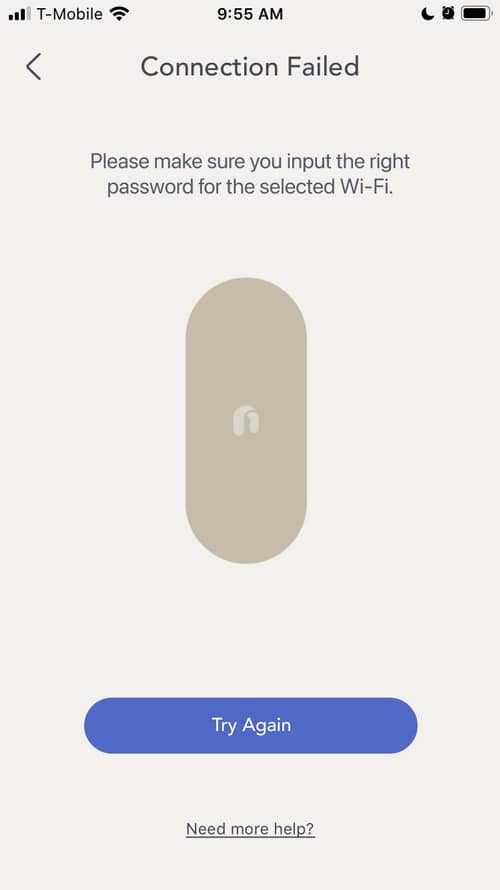 T-Mobile 9:55 AM
Connection Failed
Please make sure you input the right
password for the selected Wi-Fi.
Try Again
Need more help?